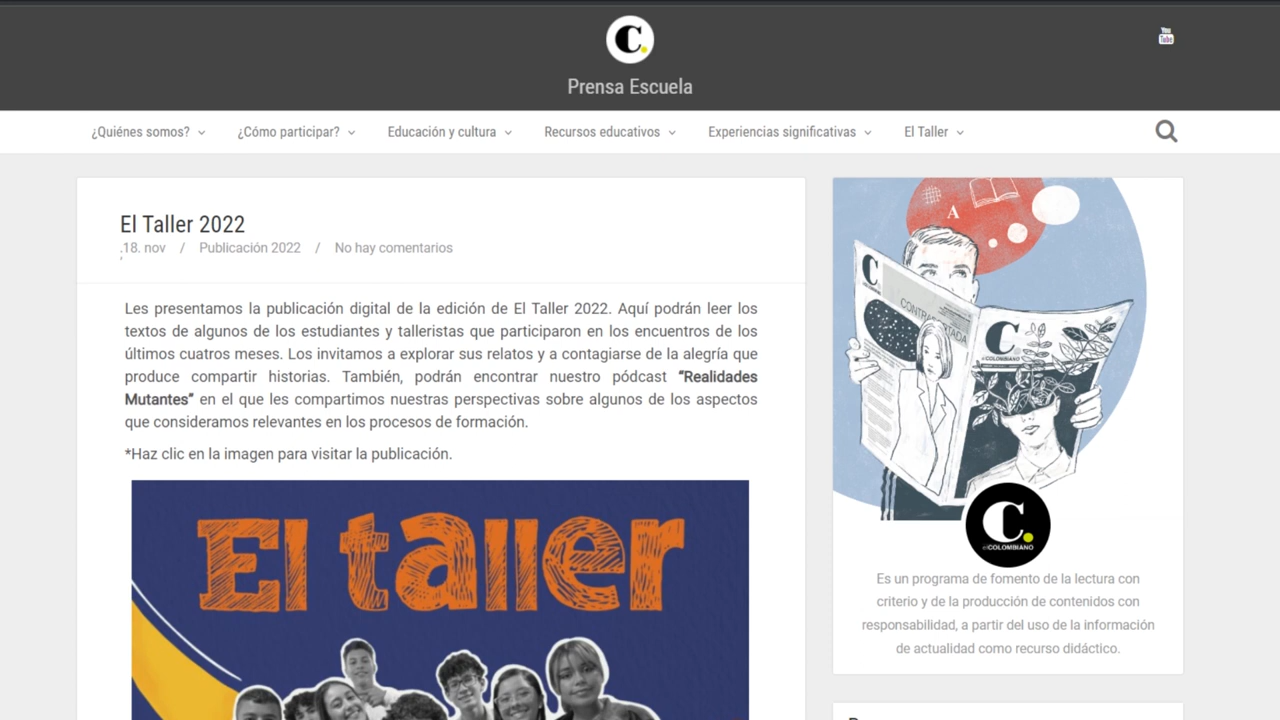 C.
You
Tube
Prensa Escuela
¿Quiénes somos?
¿Cómo participar?
Educación y cultura
Recursos educativos
Experiencias significativas
El Taller
El Taller 2022
18. nov / Publicación 2022 / No hay comentarios
Les presentamos la publicación digital de la edición de El Taller 2022. Aquí podrán leer los
textos de algunos de los estudiantes y talleristas que participaron en los encuentros de los
últimos cuatros meses. Los invitamos a explorar sus relatos y a contagiarse de la alegría que
produce compartir historias. También, podrán encontrar nuestro pódcast “Realidades
Mutantes” en el que les compartimos nuestras perspectivas sobre algunos de los aspectos
que consideramos relevantes en los procesos de formación.
*Haz clic en la imagen para visitar la publicación.
El taller
A
C
C
elCOLOMBIANO
C.
elCOLOMBIANO
Es un programa de fomento de la lectura con
criterio y de la producción de contenidos con
responsabilidad, a partir del uso de la información
de actualidad como recurso didáctico.